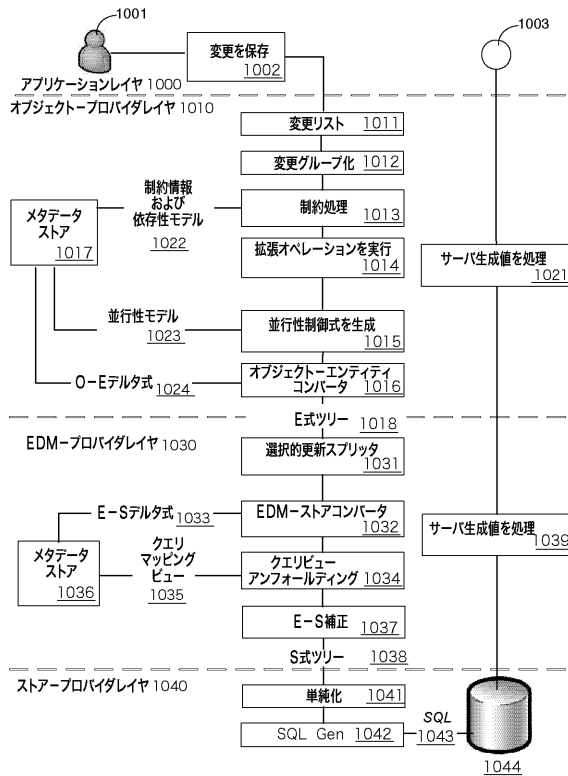 1001
1003
変更を保存
1002
アプリケーションレイヤ 1000
オブジェクトープロバイダレイヤ 1010
変更リスト 1011
変更グループ化 1012
制約情報
および
依存性モデル
1022
制約処理
1013
メタデータ
ストア
1017
拡張オペレーションを実行
1014
サーバ生成値を処理
1021
並行性モデル
1023
並行性制御式を生成
1015
O-Eデルタ式 1024
オブジェクトーエンティティ
コンバータ 1016
E式ツリー 1018
EDM-プロバイダレイヤ 1030
選択的更新スプリッタ
1031
E-Sデルタ式 1033
EDM-ストアコンバータ
1032
サーバ生成値を処理
1039
メタデータ
ストア
1036
クエリ
マッピング
ビュー
1035
クエリビュー
アンフォールディング 1034
E-S補正
1037
S式ツリー 1038
ストアープロバイダレイヤ 1040
単純化 1041
SQL Gen 1042
SQL
1043
1044